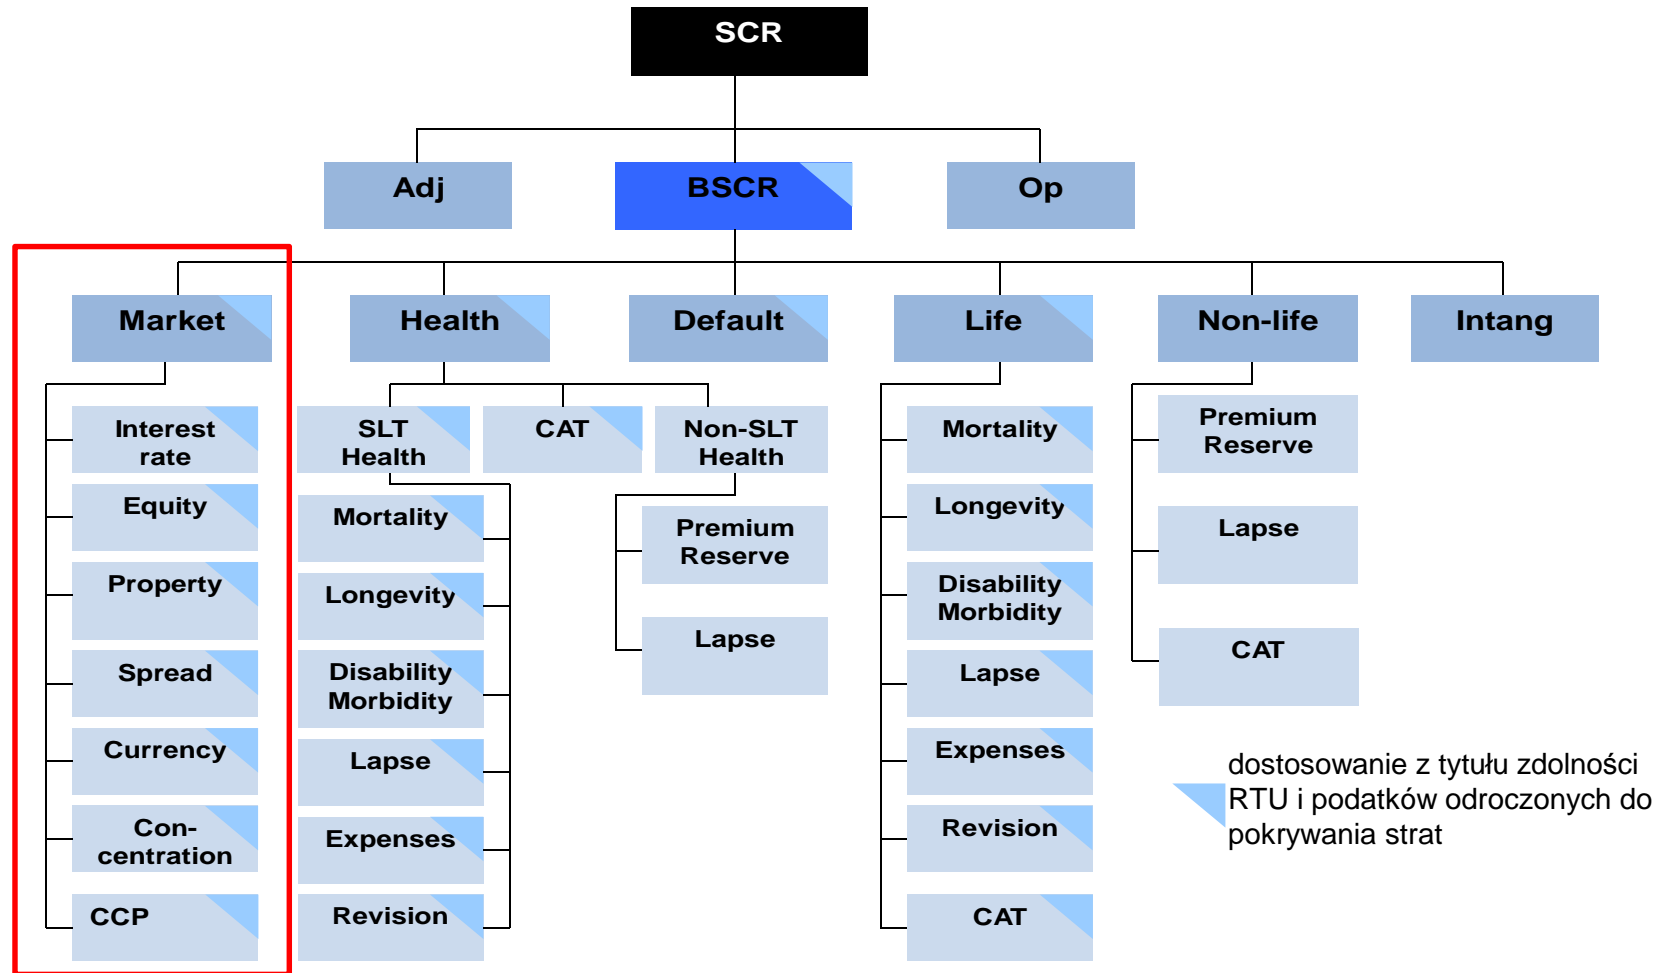 SCR
Adj
BSCR
Op
Market
Health
Default
Life
Non-life
Intang
Interest
rate
Equity
Property
Spread
Currency
Con-
centration
CCP
SLT
Health
CAT
Non-SLT
Health
Mortality
Longevity
Disability
Morbidity
Lapse
Expenses
Revision
Premium
Reserve
Lapse
Mortality
Longevity
Disability
Morbidity
Lapse
Expenses
Revision
CAT
Premium
Reserve
Lapse
CAT
dostosowanie z tytułu zdolności
RTU i podatków odroczonych do
pokrywania strat